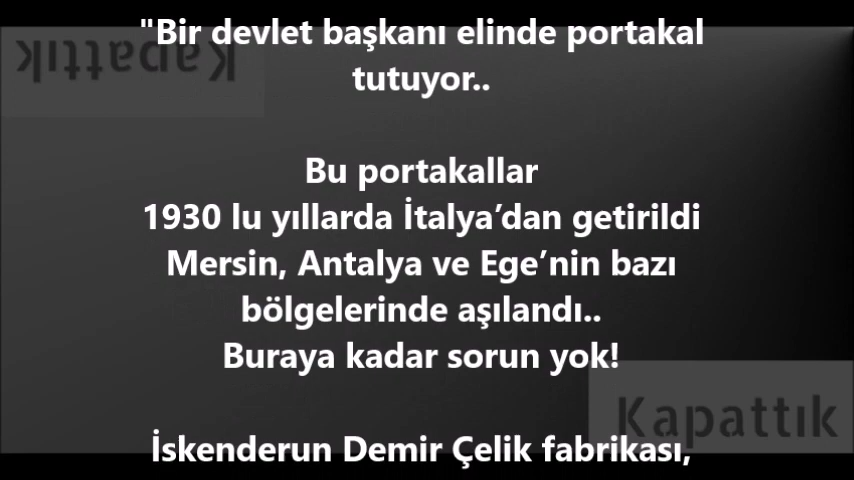 "Bir devlet başkanı elinde portakal
tutuyor..
Kapattık
Bu portakallar
1930 lu yıllarda İtalya’dan getirildi
Mersin, Antalya ve Ege’nin bazı
bölgelerinde aşılandı..
Buraya kadar sorun yok!
Kapattık
İskenderun Demir Çelik fabrikası,